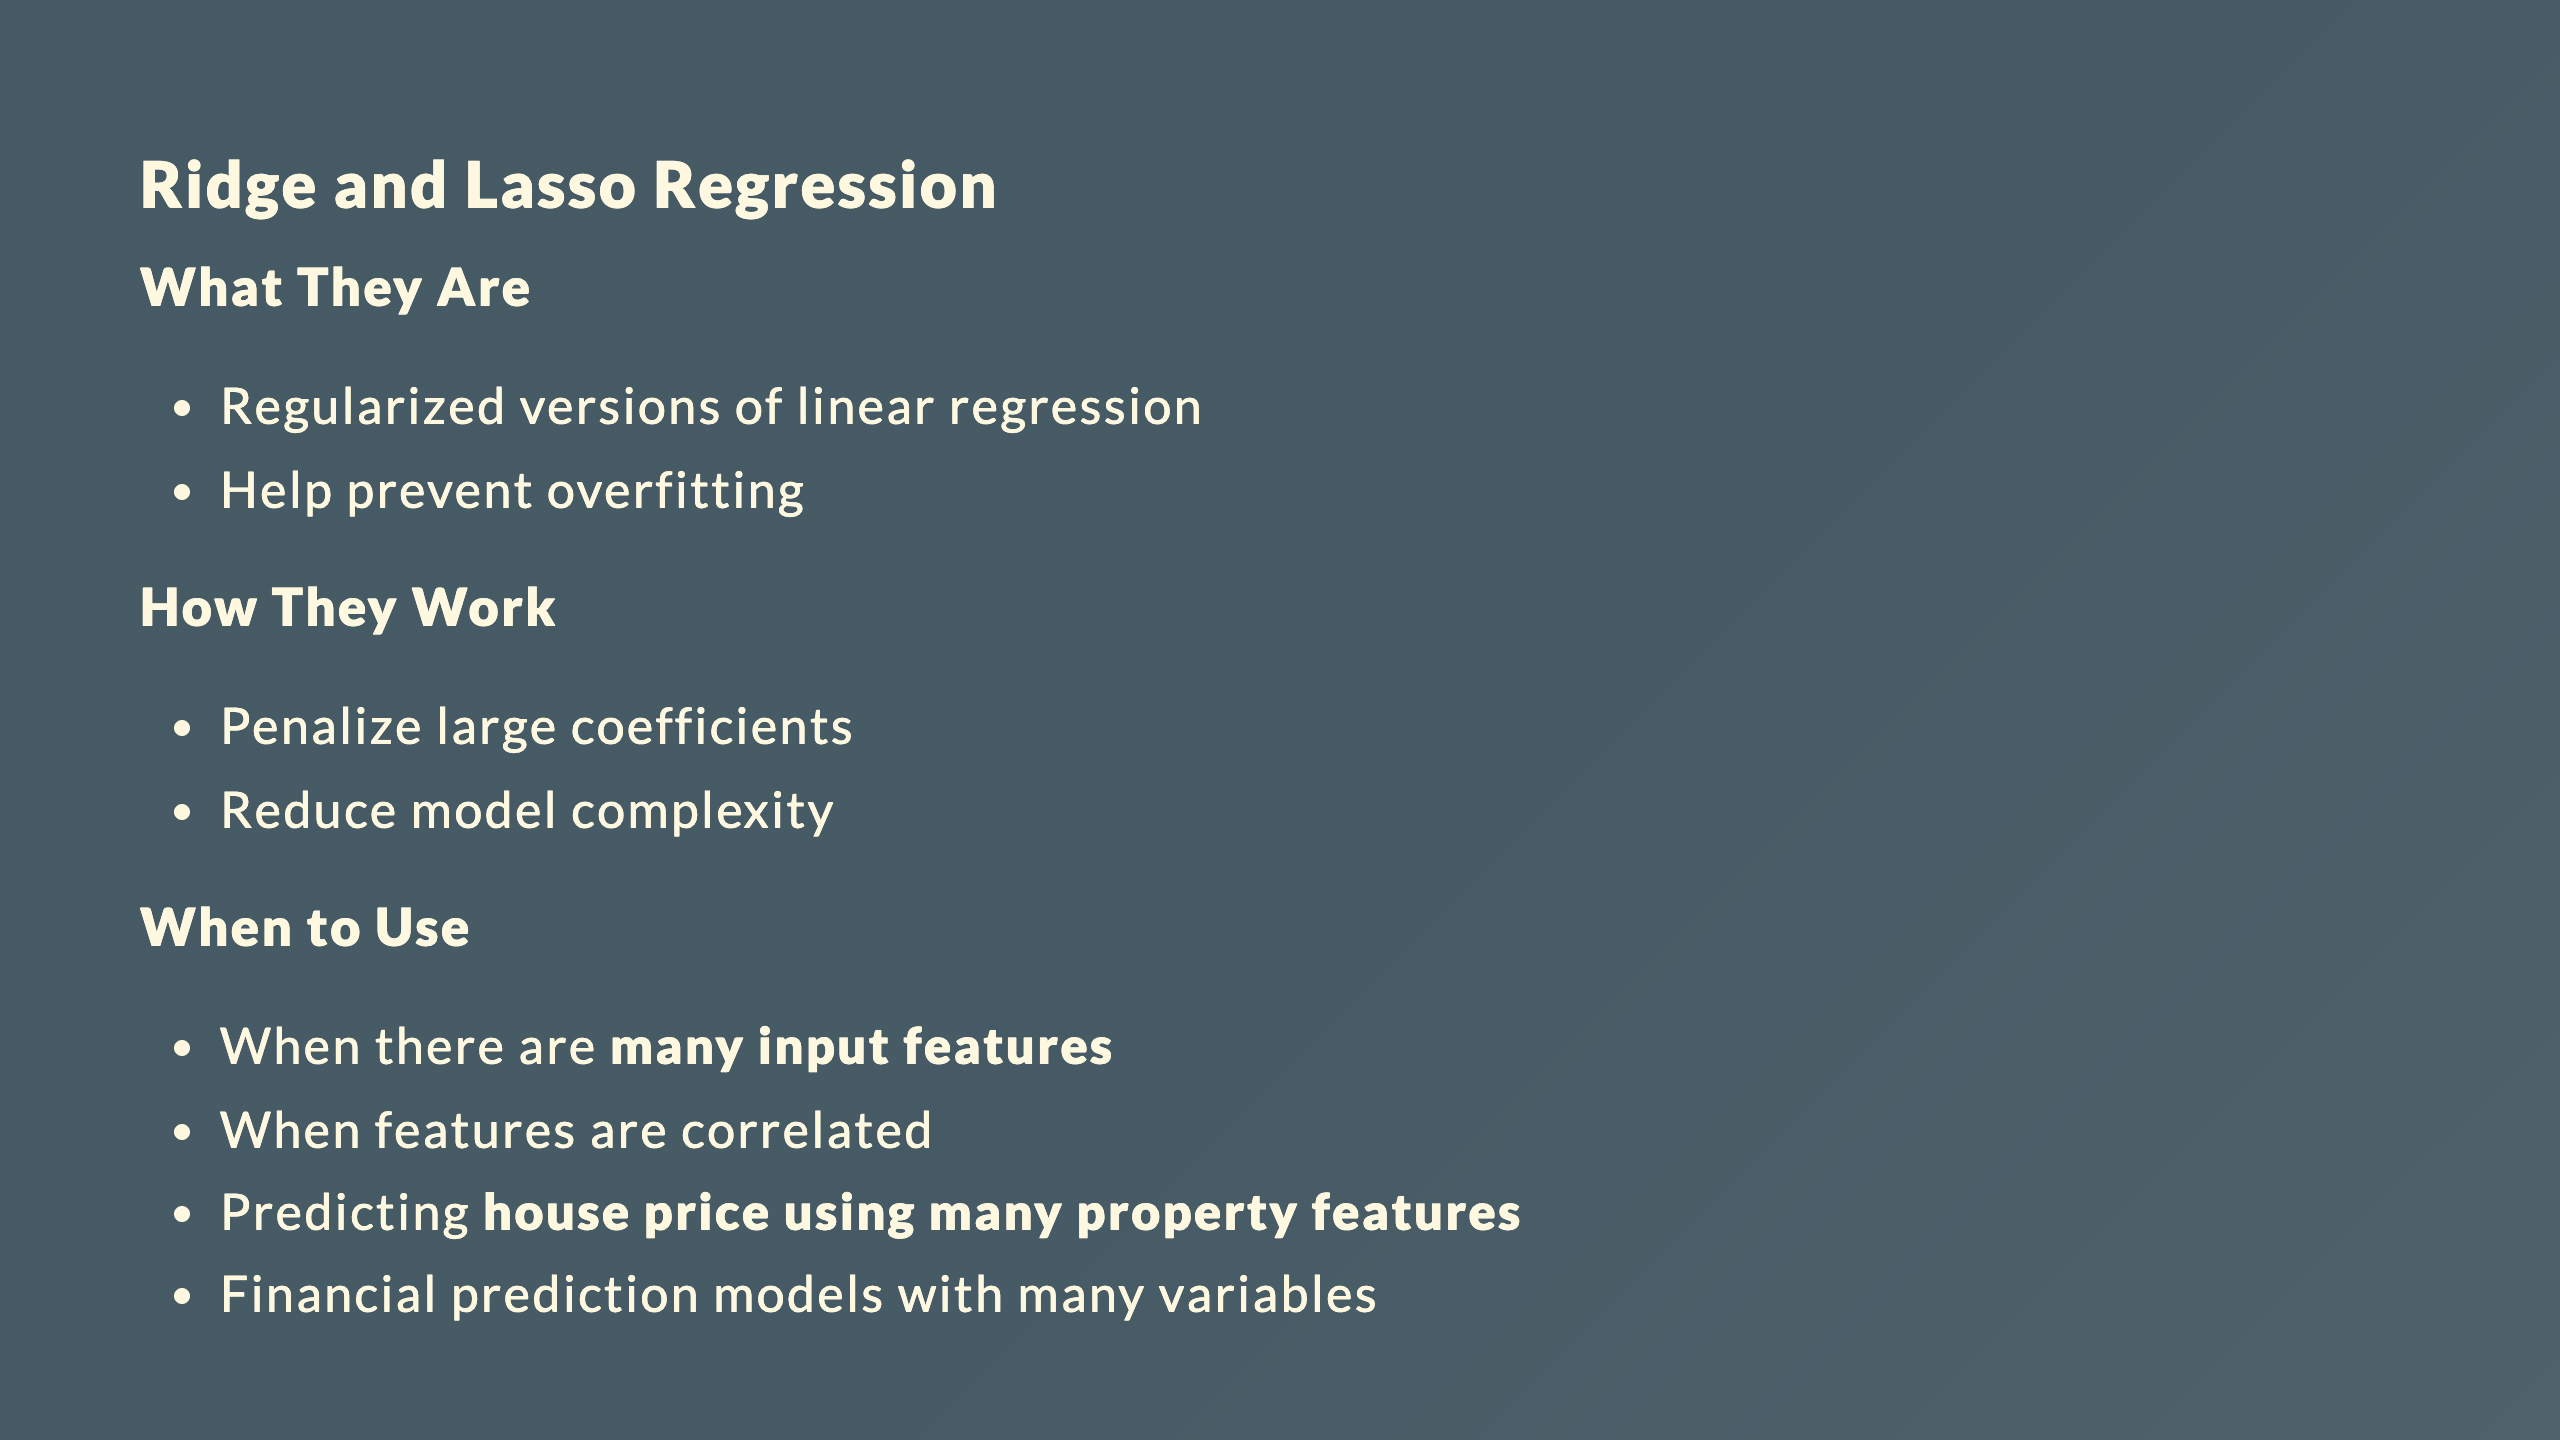 Ridge and Lasso Regression
What They Are
• Regularized versions of linear regression
• Help prevent overfitting
How They Work
• Penalize large coefficients
• Reduce model complexity
When to Use
• When there are many input features
• When features are correlated
• Predicting house price using many property features
• Financial prediction models with many variables